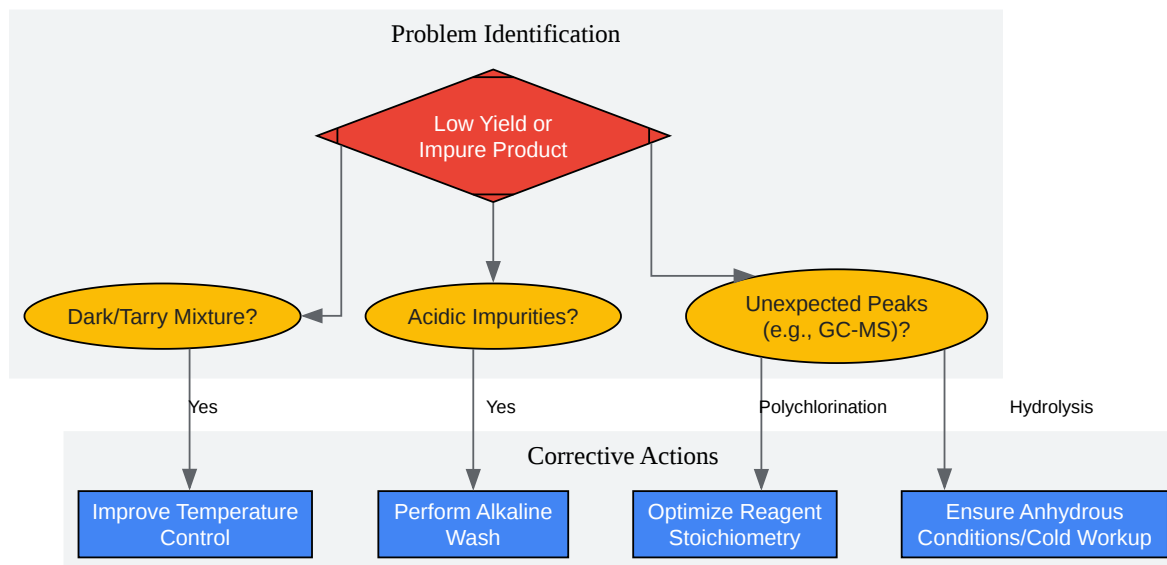 Problem Identification
Low Yield or
Impure Product
Dark/Tarry Mixture?
Acidic Impurities?
Unexpected Peaks
(e.g., GC-MS)?
Yes
Yes
Polychlorination
Hydrolysis
Corrective Actions
Improve Temperature
Control
Perform Alkaline
Wash
Optimize Reagent
Stoichiometry
Ensure Anhydrous
Conditions/Cold Workup